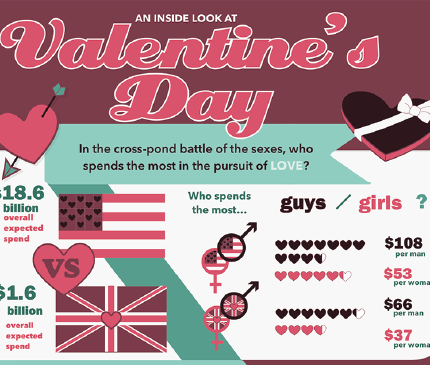 AN INSIDE LOOK AT
Valentine's
Day
In the cross-pond battle of the sexes, who
spends the most in the pursuit of LOVE?
$18.6
billion
overall
expected
spend
VS
$1.6
billion
overall
expected
spend
Who spends
the most...
guys / girls ?
$108
per man
$53
per woma
$66
per man
$37
per woma